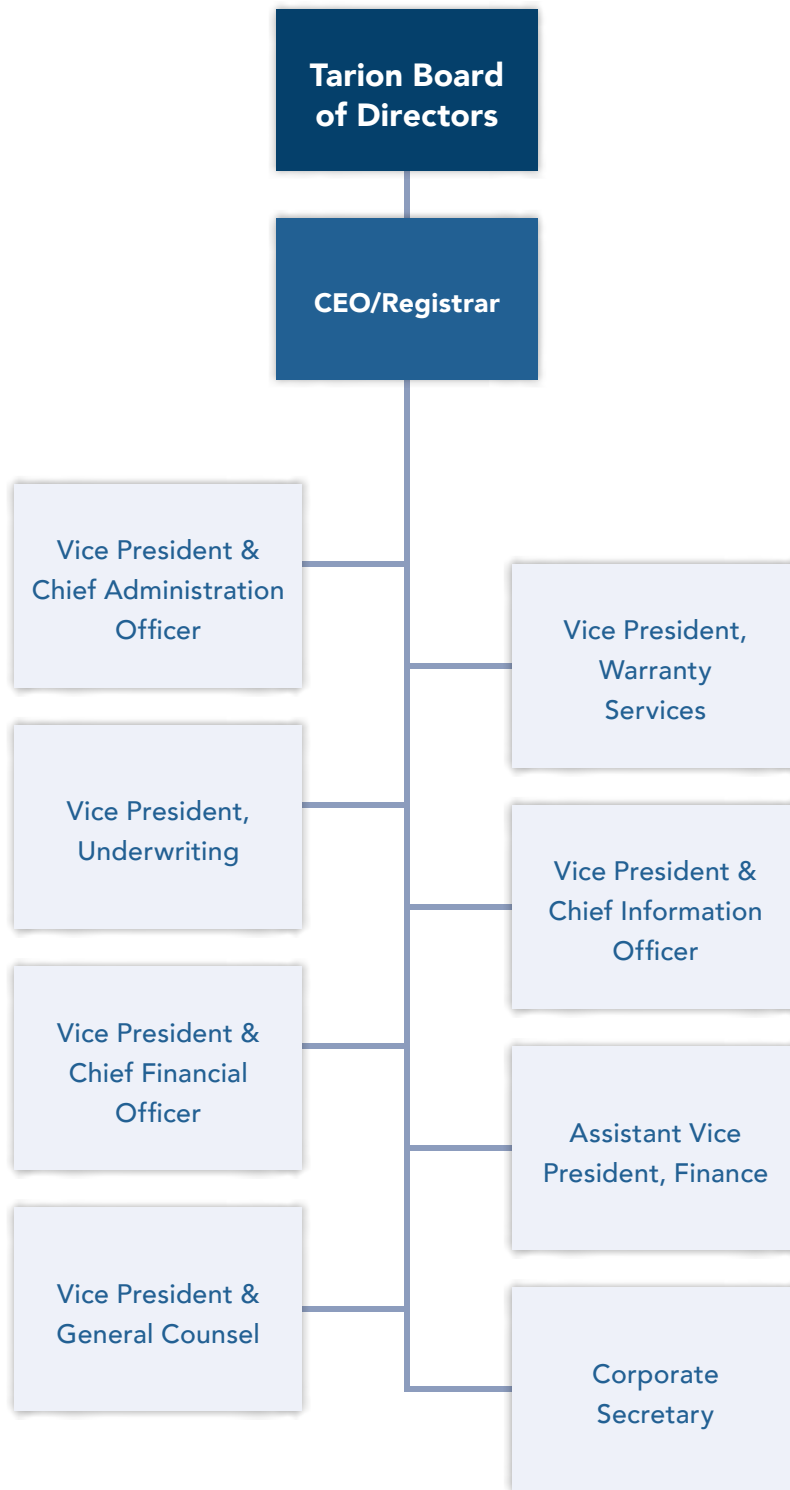 Tarion Board
of Directors
CEO/Registrar
Vice President &
Chief Administration
Officer
Vice President,
Warranty
Services
Vice President,
Underwriting
Vice President &
Chief Information
Officer
Vice President &
Chief Financial
Officer
Assistant Vice
President, Finance
Vice President &
General Counsel
Corporate
Secretary